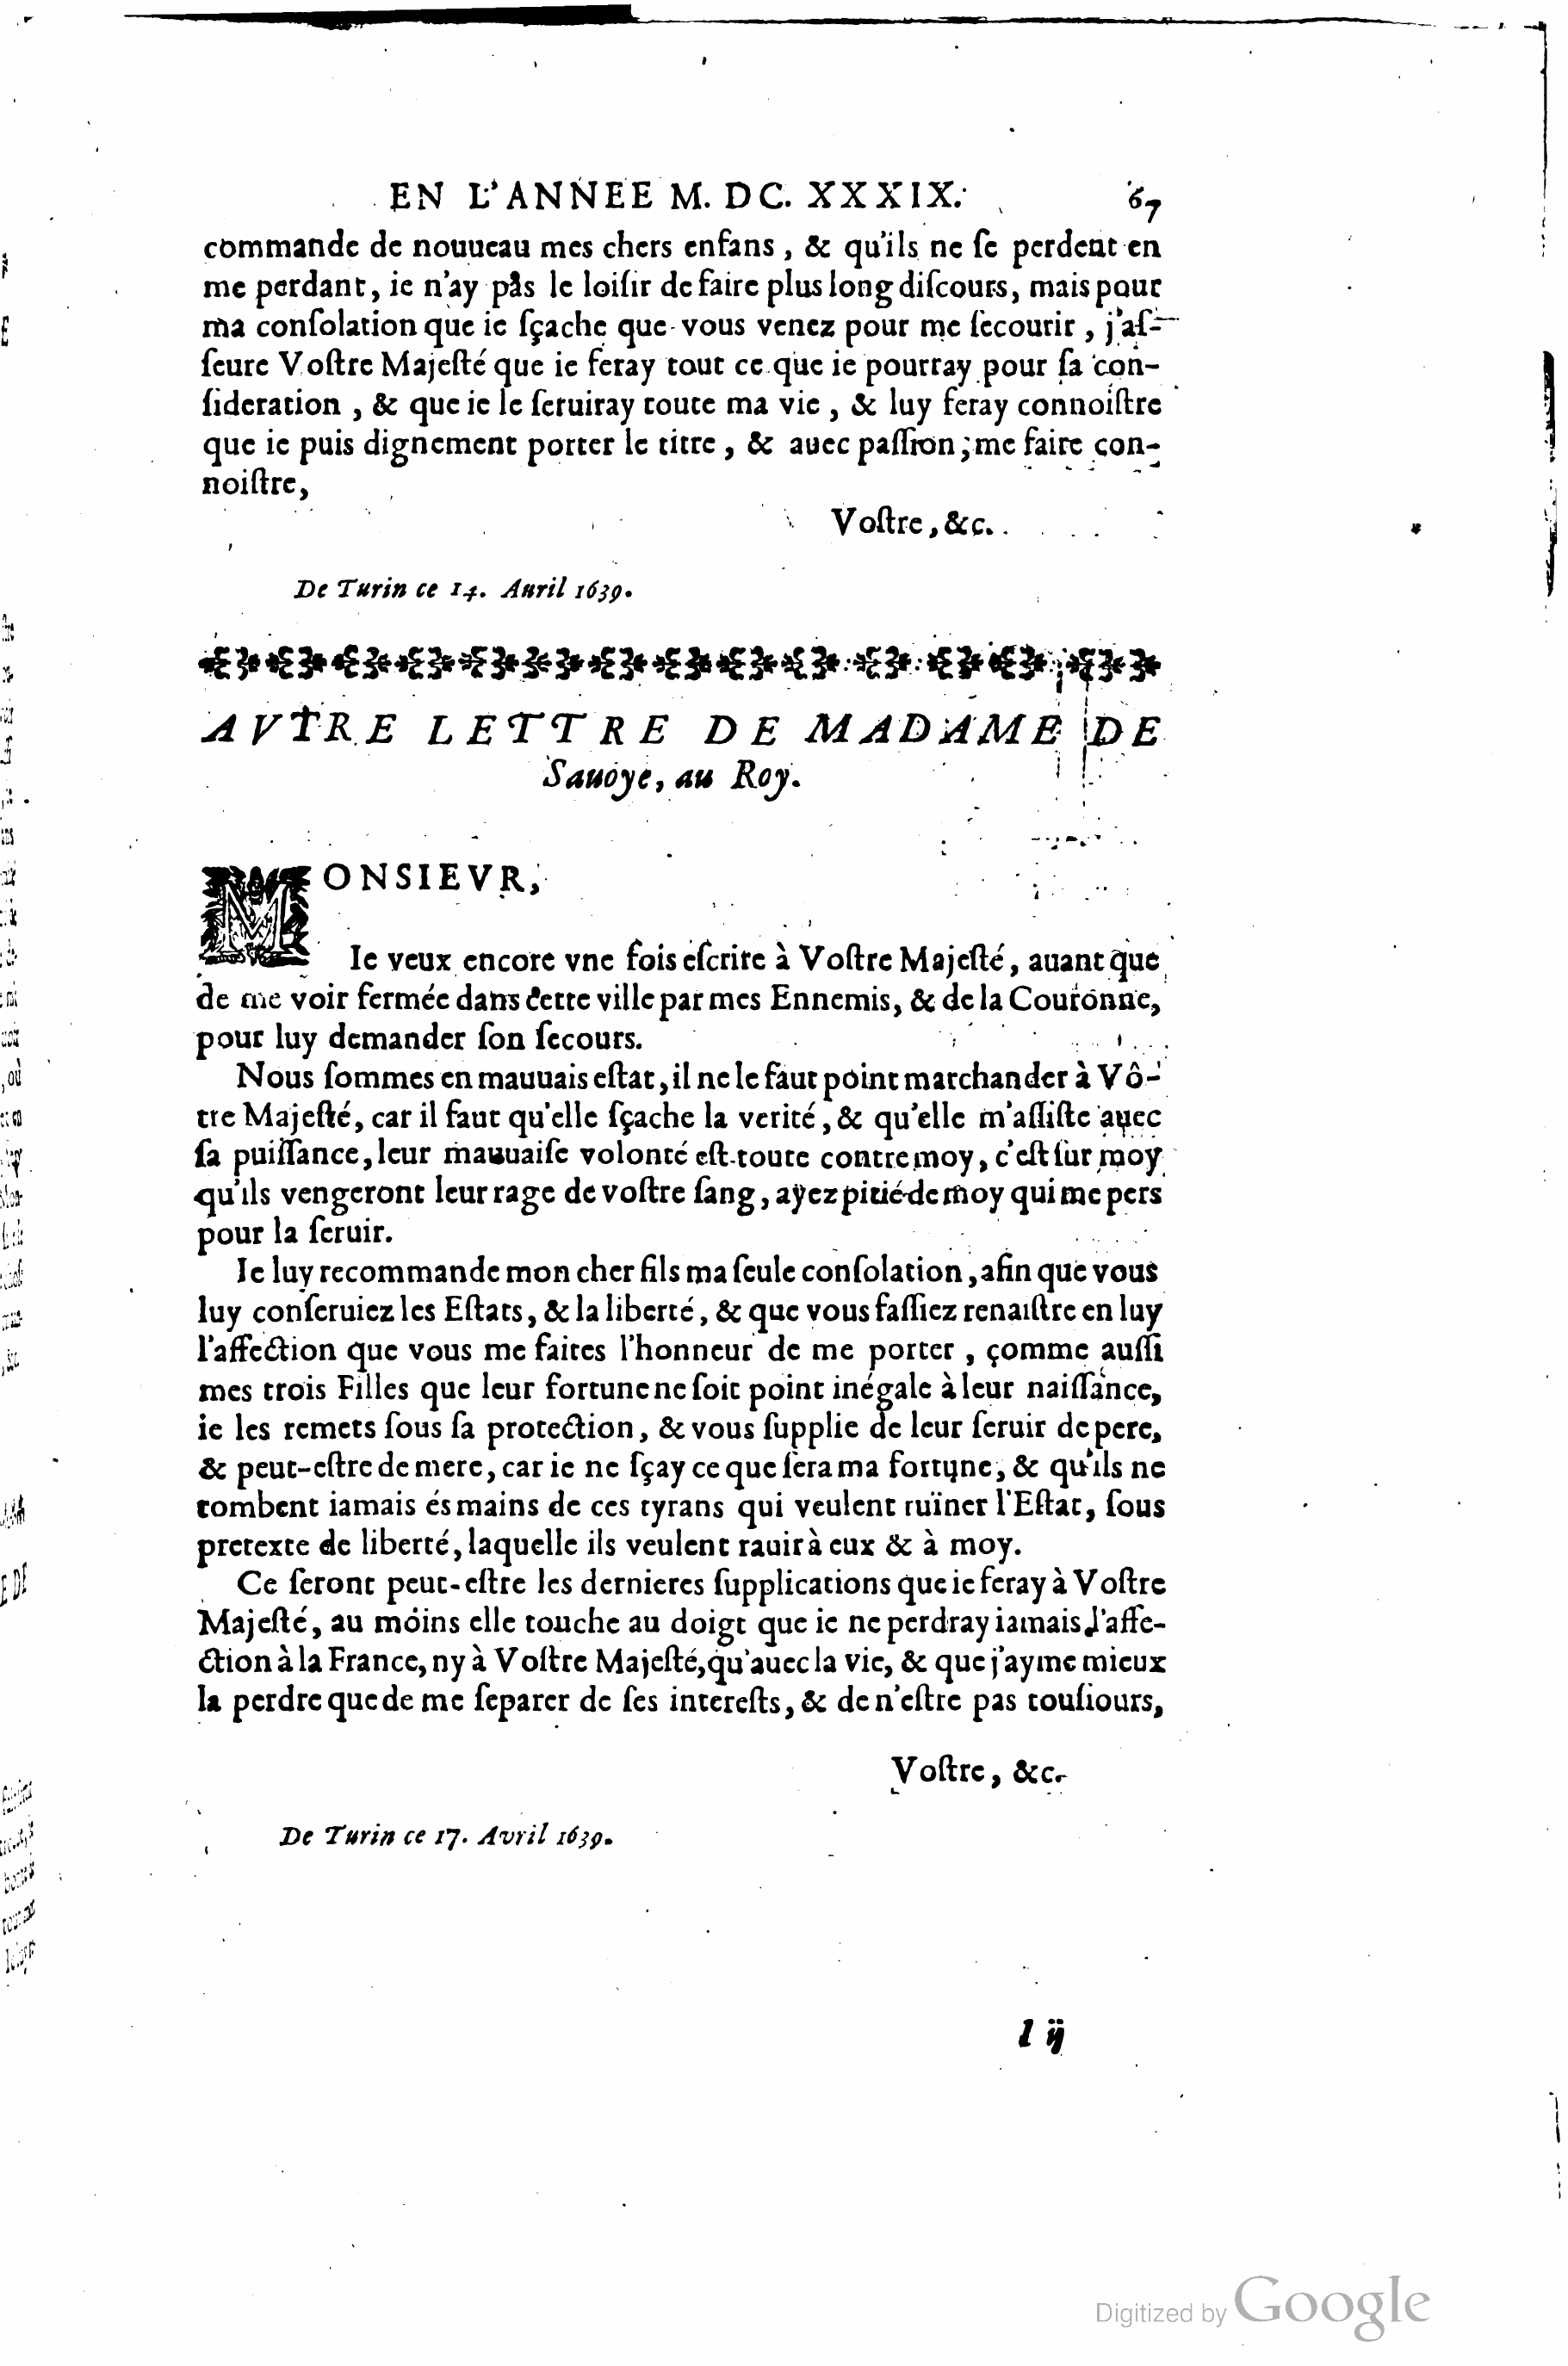 EN L'ANNEE M. DC. XXXIX. 67
commande de nouueau mes chers enfans, & qu'ils ne ſe perdent en
me perdant, ie n'ay pas le loiſir de faire plus long diſcours, mais pour
ma conſolation que ie ſçache que vous venez pour me ſecourir, j'aſ-
ſeure Voſtre Majeſté que ie feray tout ce que ie pourray pour ſa con-
ſideration, & que ie le ſeruiray toute ma vie, & luy feray connoiſtre
que ie puis dignement porter le titre, & auec paſſion; me faire con-
noiſtre,
Voſtre, &c.
De Turin ce 14. Auril 1639.
AVTRE LETTRE DE MADAME DE
Sauoye, au Roy.
MONSIEVR,
Ie veux encore vne fois eſcrire à Voſtre Majeſté, auant que
de me voir fermée dans cette ville par mes Ennemis, & de la Couronne,
pour luy demander ſon ſecours.
Nous ſommes en mauuais eſtat, il ne le faut point marchander à Vô-
tre Majeſté, car il faut qu'elle ſçache la verité, & qu'elle m'aſſiſte auec
ſa puiſſance, leur mauuaiſe volonté eſt toute contre moy, c'eſt ſur moy
qu'ils vengeront leur rage de voſtre ſang, ayez pitié de moy qui me pers
pour la ſeruir.
Ie luy recommande mon cher fils ma ſeule conſolation, afin que vous
luy conſeruiez les Eſtats, & la liberté, & que vous faſſiez renaiſtre en luy
l'affection que vous me faites l'honneur de me porter, comme auſſi
mes trois Filles que leur fortune ne ſoit point inégale à leur naiſſance,
ie les remets ſous ſa protection, & vous ſupplie de leur ſeruir de pere,
& peut-eſtre de mere, car ie ne ſçay ce que ſera ma fortune, & qu'ils ne
tombent iamais és mains de ces tyrans qui veulent ruïner l'Eſtat, ſous
pretexte de liberté, laquelle ils veulent rauir à eux & à moy.
Ce ſeront peut-eſtre les dernieres ſupplications que ie feray à Voſtre
Majeſté, au moins elle touche au doigt que ie ne perdray iamais l'affe-
ction à la France, ny à Voſtre Majeſté, qu'auec la vie, & que j'ayme mieux
la perdre que de me ſeparer de ſes intereſts, & de n'eſtre pas touſiours,
Voſtre, &c.
De Turin ce 17. Avril 1639.
l ij
Digitized by Google